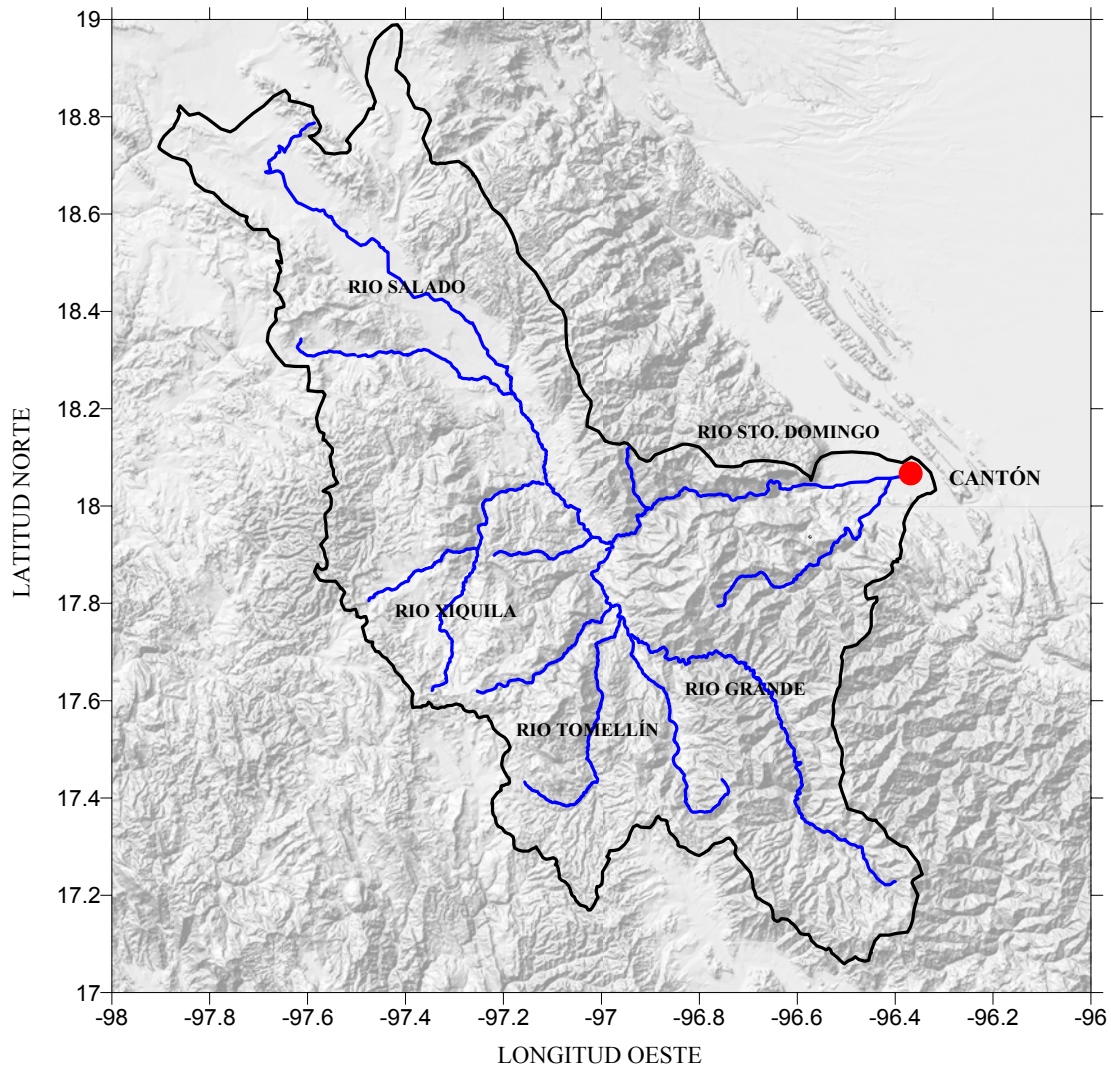 19
18.8
18.6
18.4
18.2
18
17.8
17.6
17.4
17.2
17
LATITUD NORTE
RIO SALADO
RIO STO. DOMINGO
CANTÓN
RIO XIQUILA
RIO GRANDE
RIO TOMELLÍN
-98
-97.8
-97.6
-97.4
-97.2
-97
-96.8
-96.6
-96.4
-96.2
-96
LONGITUD OESTE